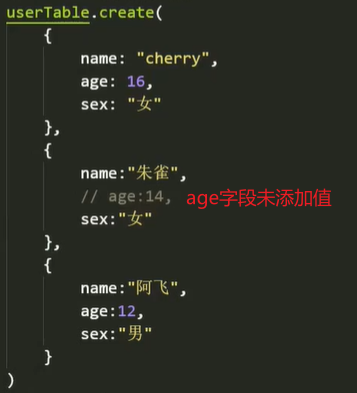 userTable.create(
{
name: "cherry",
age: 16,
sex: "女"
},
{
name:"朱雀",
// age:14, age字段未添加值
sex:"女"
},
{
name:"阿飞",
age:12,
sex:"男"
}
)